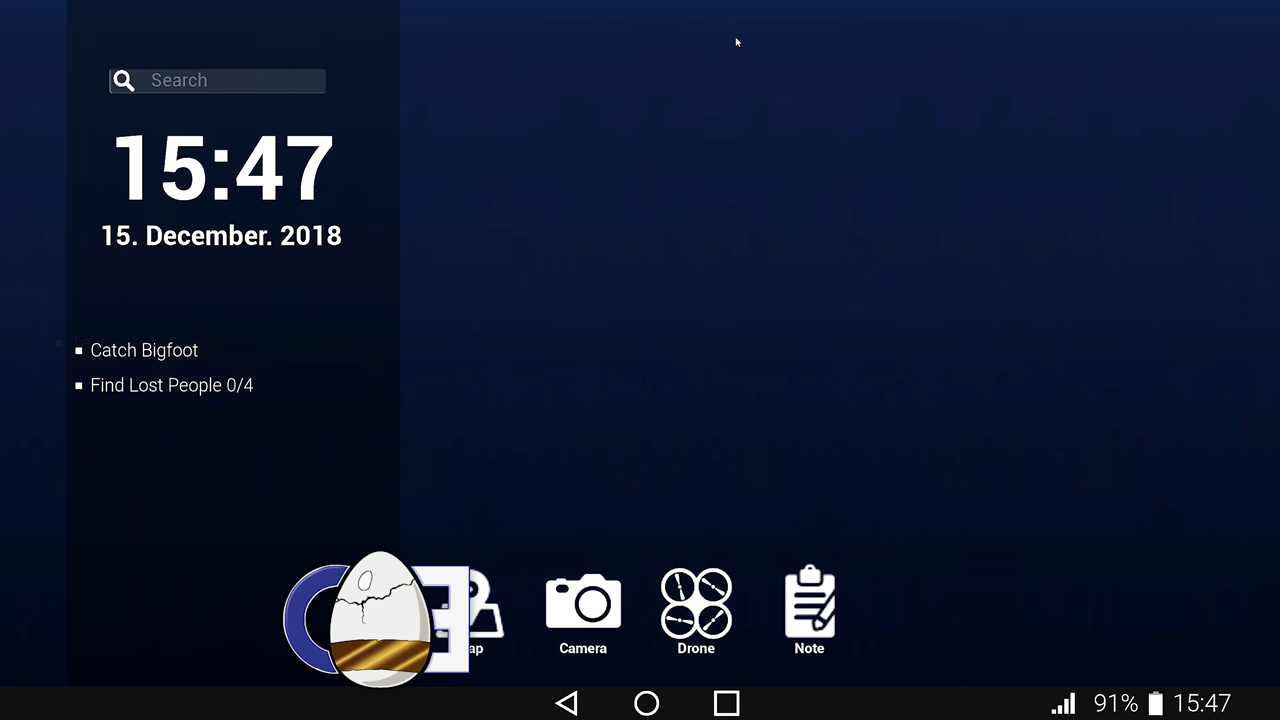 Search
15:47
15. December. 2018
Catch Bigfoot
Find Lost People 0/4
ap
Camera
Drone
Note
91% 15:47